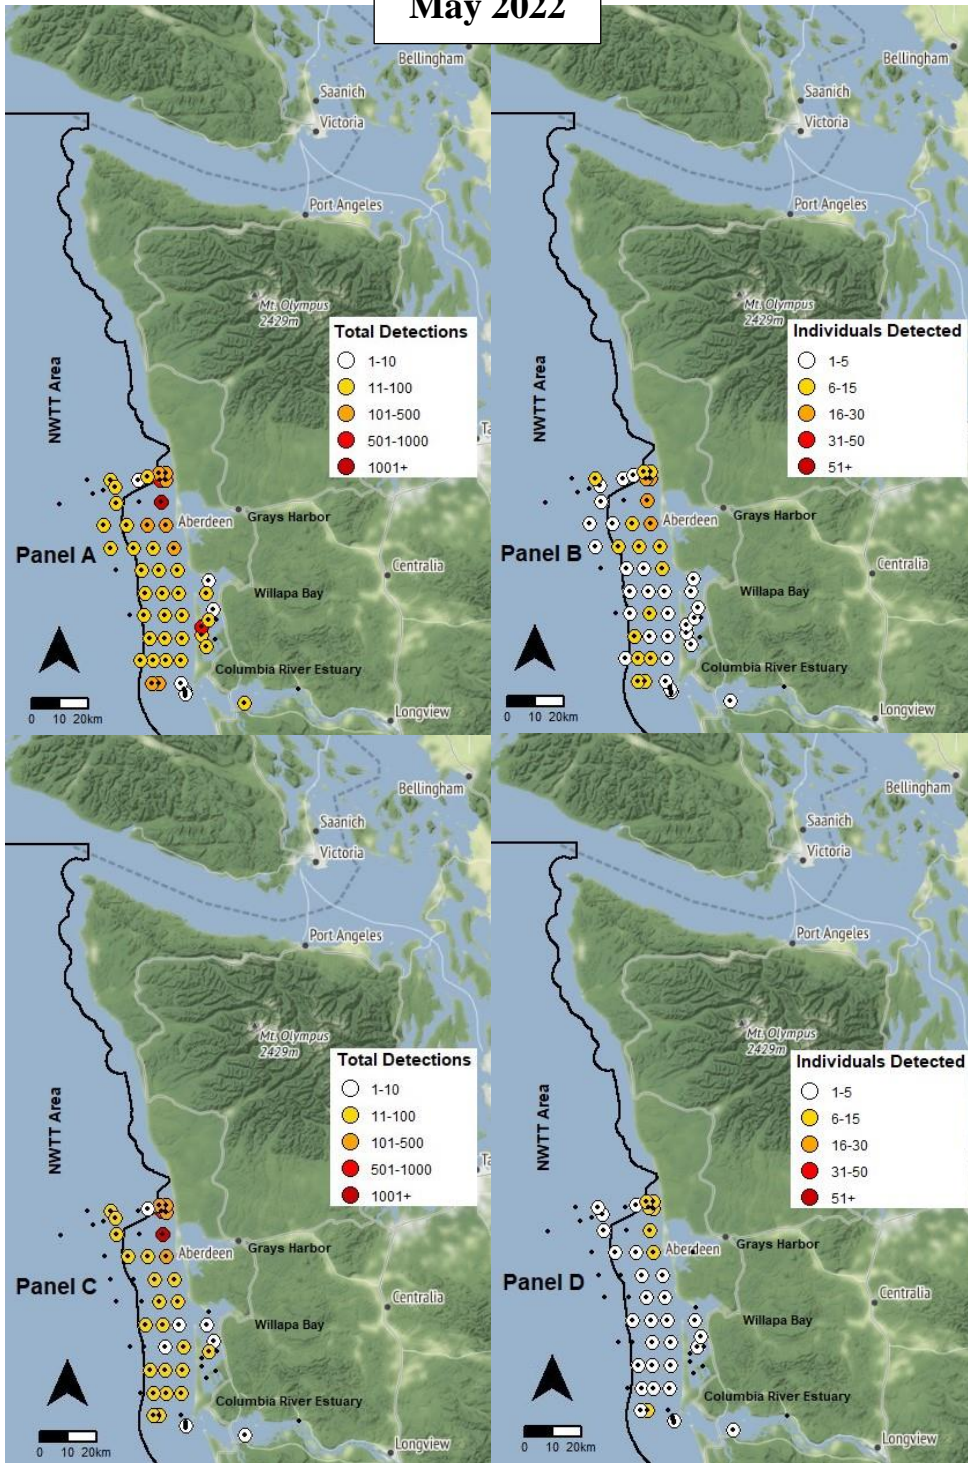 May 2022
Bellingham
Saanich
Victoria
Port Angeles
Mt. Olympus
2429m
NWTT Area
Total Detections
1-10
11-100
101-500
501-1000
1001+
Ta
Panel A
Aberdeen
Grays Harbor
Centralia
Willapa Bay
Columbia River Estuary
0 10 20km
Longview
Bellingham
Saanich
Victoria
Port Angeles
Mt. Olympus
2429m
NWTT Area
Individuals Detected
1-5
6-15
16-30
31-50
51+
Panel B
Aberdeen
Grays Harbor
Centralia
Willapa Bay
Columbia River Estuary
0 10 20km
Longview
Bellingham
Saanich
Victoria
Port Angeles
Mt. Olympus
2429m
NWTT Area
Total Detections
1-10
11-100
101-500
501-1000
1001+
Ta
Panel C
Aberdeen
Grays Harbor
Centralia
Willapa Bay
Columbia River Estuary
0 10 20km
Longview
Bellingham
Saanich
Victoria
Port Angeles
Mt. Olympus
2429m
NWTT Area
Individuals Detected
1-5
6-15
16-30
31-50
51+
Panel D
Aberdeen
Grays Harbor
Centralia
Willapa Bay
Columbia River Estuary
0 10 20km
Longview